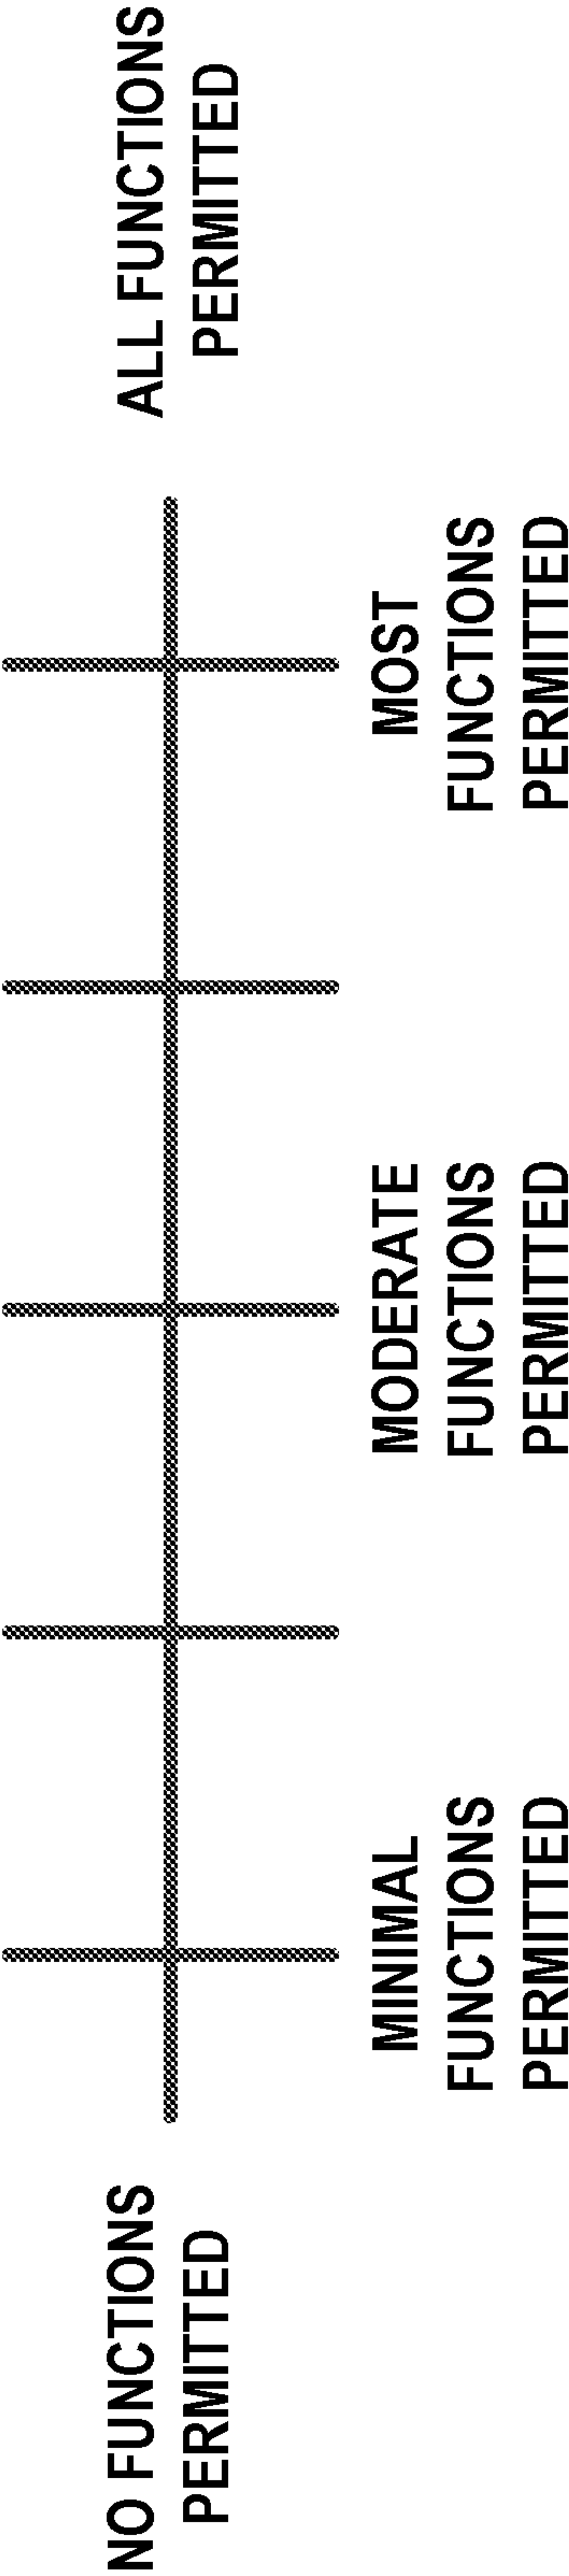 NO FUNCTIONS
PERMITTED
MINIMAL
FUNCTIONS
PERMITTED
MODERATE
FUNCTIONS
PERMITTED
MOST
FUNCTIONS
PERMITTED
ALL FUNCTIONS
PERMITTED